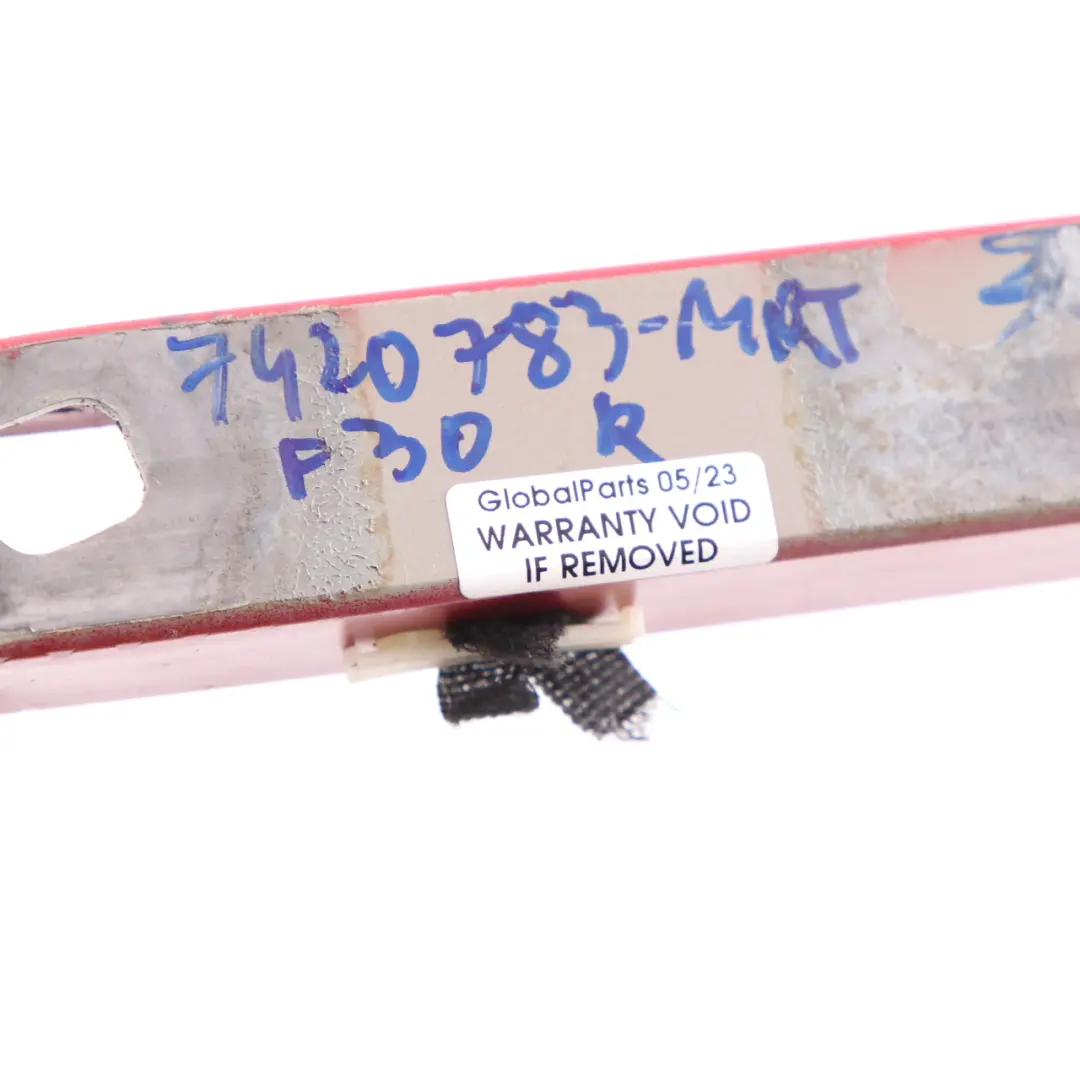 7420783-MRT
F30 R
GlobalParts 05/23
WARRANTY VOID
IF REMOVED